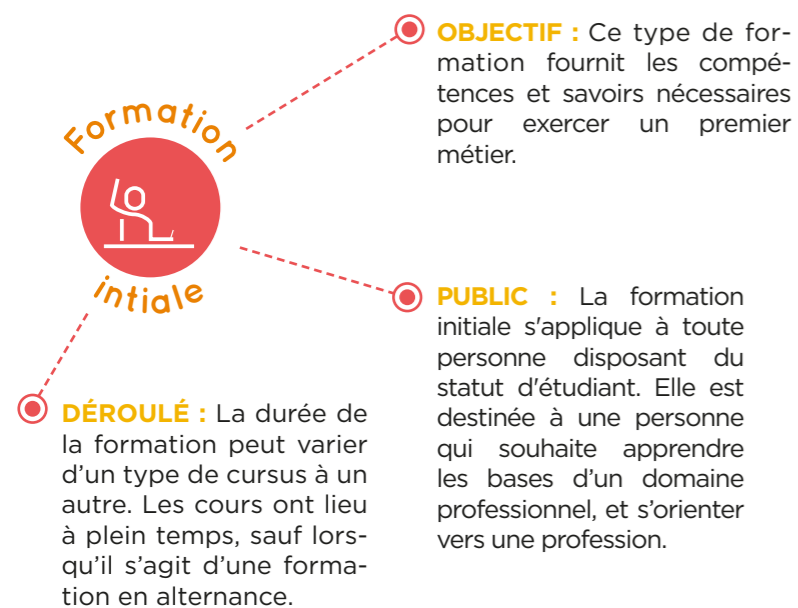 Formation
intiale
OBJECTIF : Ce type de for-
mation fournit les compé-
tences et savoirs nécessaires
pour exercer un premier
métier.
PUBLIC : La formation
initiale s'applique à toute
personne disposant du
statut d'étudiant. Elle est
destinée à une personne
qui souhaite apprendre
les bases d’un domaine
professionnel, et s’orienter
vers une profession.
DÉROULÉ : La durée de
la formation peut varier
d’un type de cursus à un
autre. Les cours ont lieu
à plein temps, sauf lors-
qu’il s’agit d’une forma-
tion en alternance.